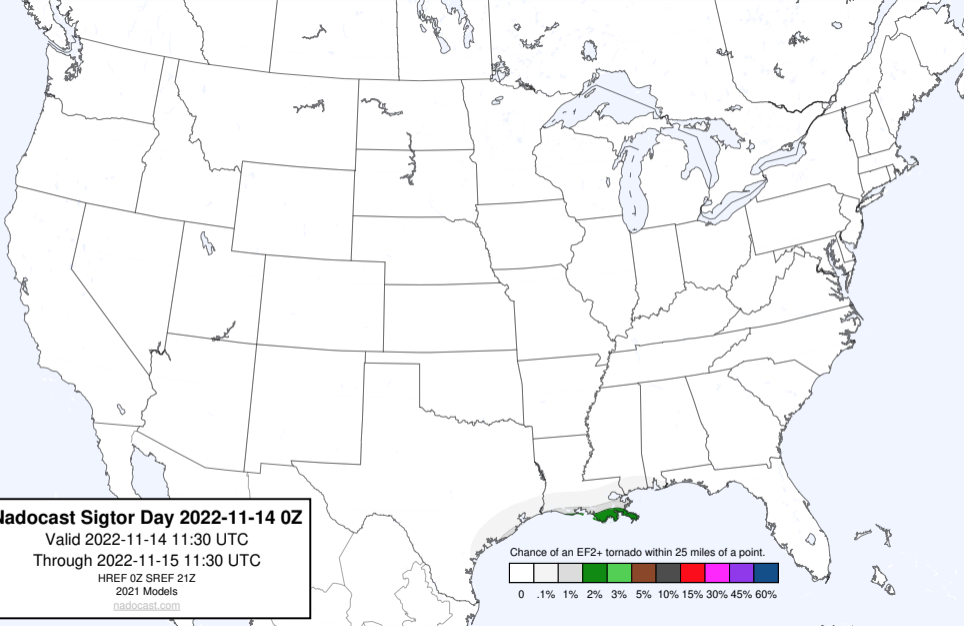 Nadocast Sigtor Day 2022-11-14 0Z
Valid 2022-11-14 11:30 UTC
Through 2022-11-15 11:30 UTC
HREF 0Z SREF 21Z
2021 Models
nadocast.com
Chance of an EF2+ tornado within 25 miles of a point.
0 .1% 1% 2% 3% 5% 10% 15% 30% 45% 60%